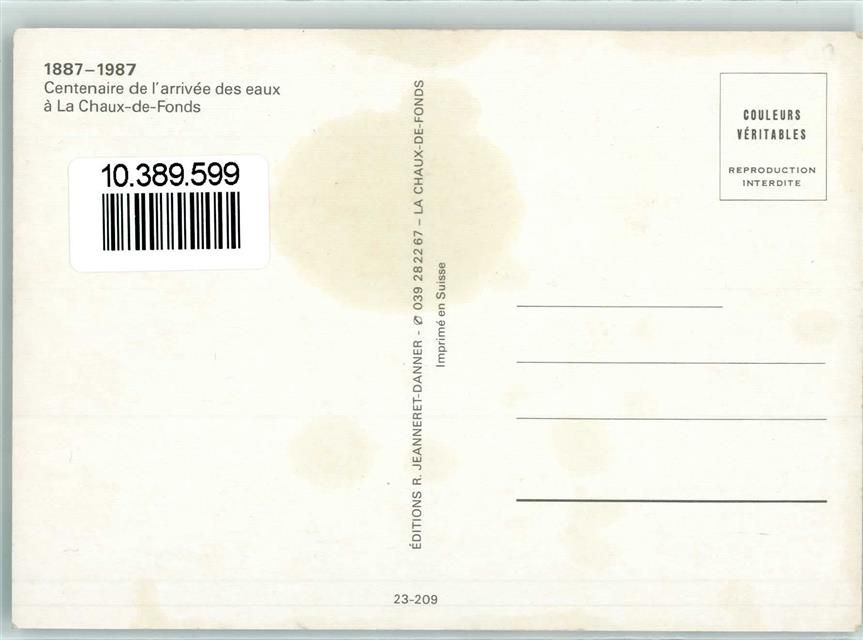 1887–1987
Centenaire de l'arrivée des eaux
à La Chaux-de-Fonds
10.389.599
ÉDITIONS R. JEANNERET-DANNER - ✆ 039 28 22 67 – LA CHAUX-DE-FONDS
Imprimé en Suisse
COULEURS
VÉRITABLES
REPRODUCTION
INTERDITE
23-209